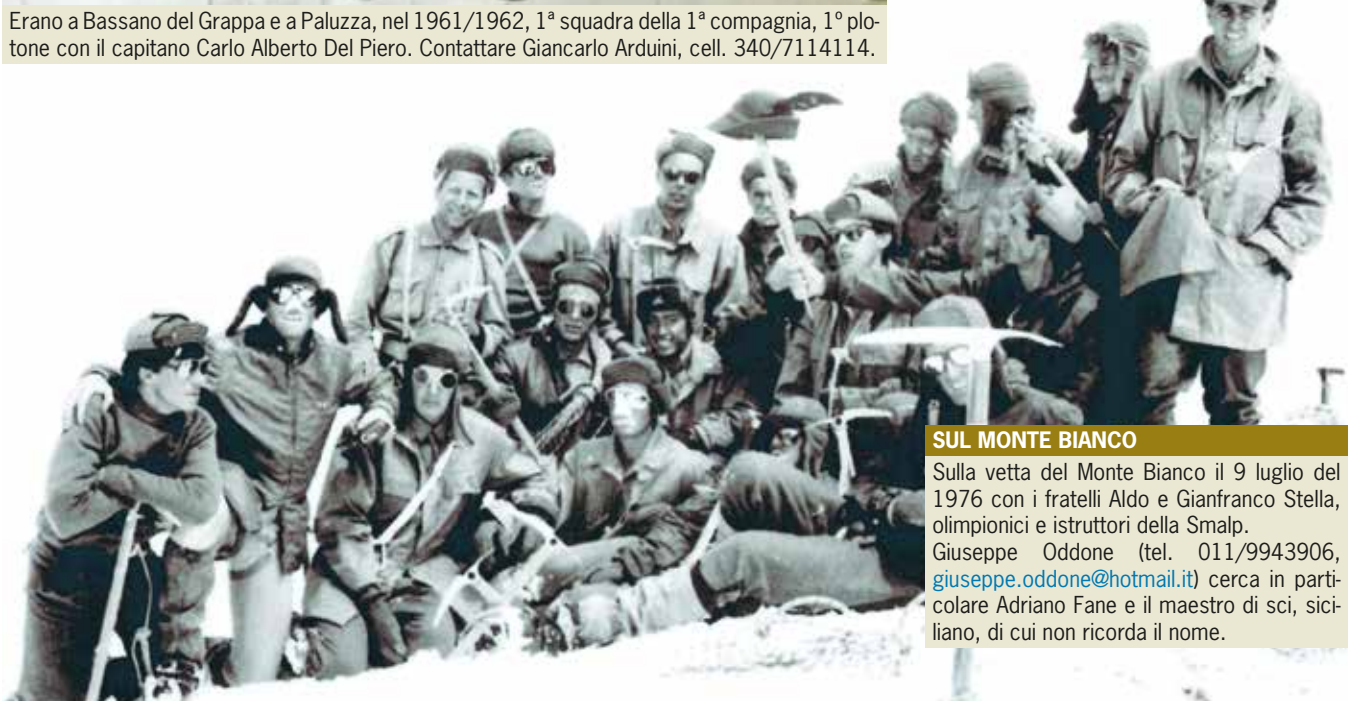 Erano a Bassano del Grappa e a Paluzza, nel 1961/1962, 1ª squadra della 1ª compagnia, 1º plo-
tone con il capitano Carlo Alberto Del Piero. Contattare Giancarlo Arduini, cell. 340/7114114.
SUL MONTE BIANCO
Sulla vetta del Monte Bianco il 9 luglio del
1976 con i fratelli Aldo e Gianfranco Stella,
olimpionici e istruttori della Smalp.
Giuseppe Oddone (tel. 011/9943906,
giuseppe.oddone@hotmail.it) cerca in parti-
colare Adriano Fane e il maestro di sci, sici-
liano, di cui non ricorda il nome.